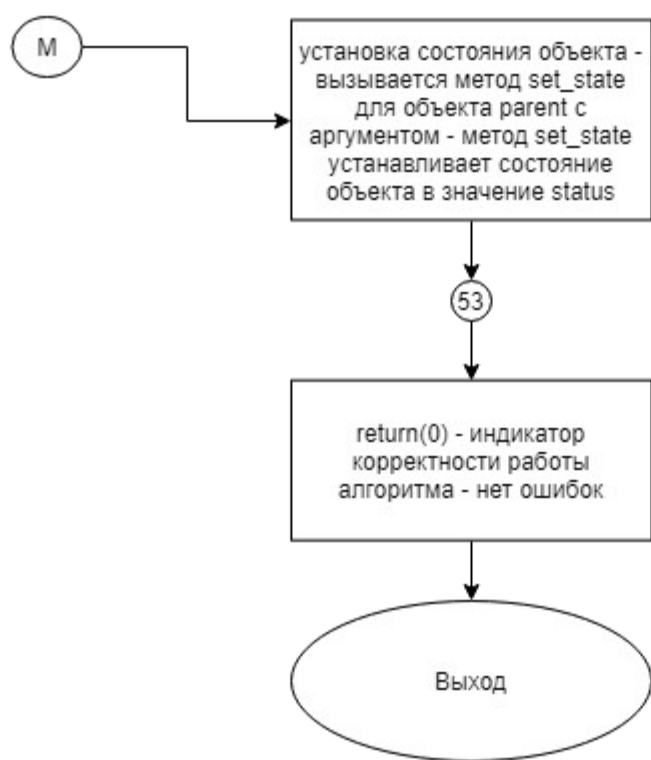 M
установка состояния объекта -
вызывается метод set_state
для объекта parent с
аргументом - метод set_state
устанавливает состояние
объекта в значение status
53
return(0) - индикатор
корректности работы
алгоритма - нет ошибок
Выход